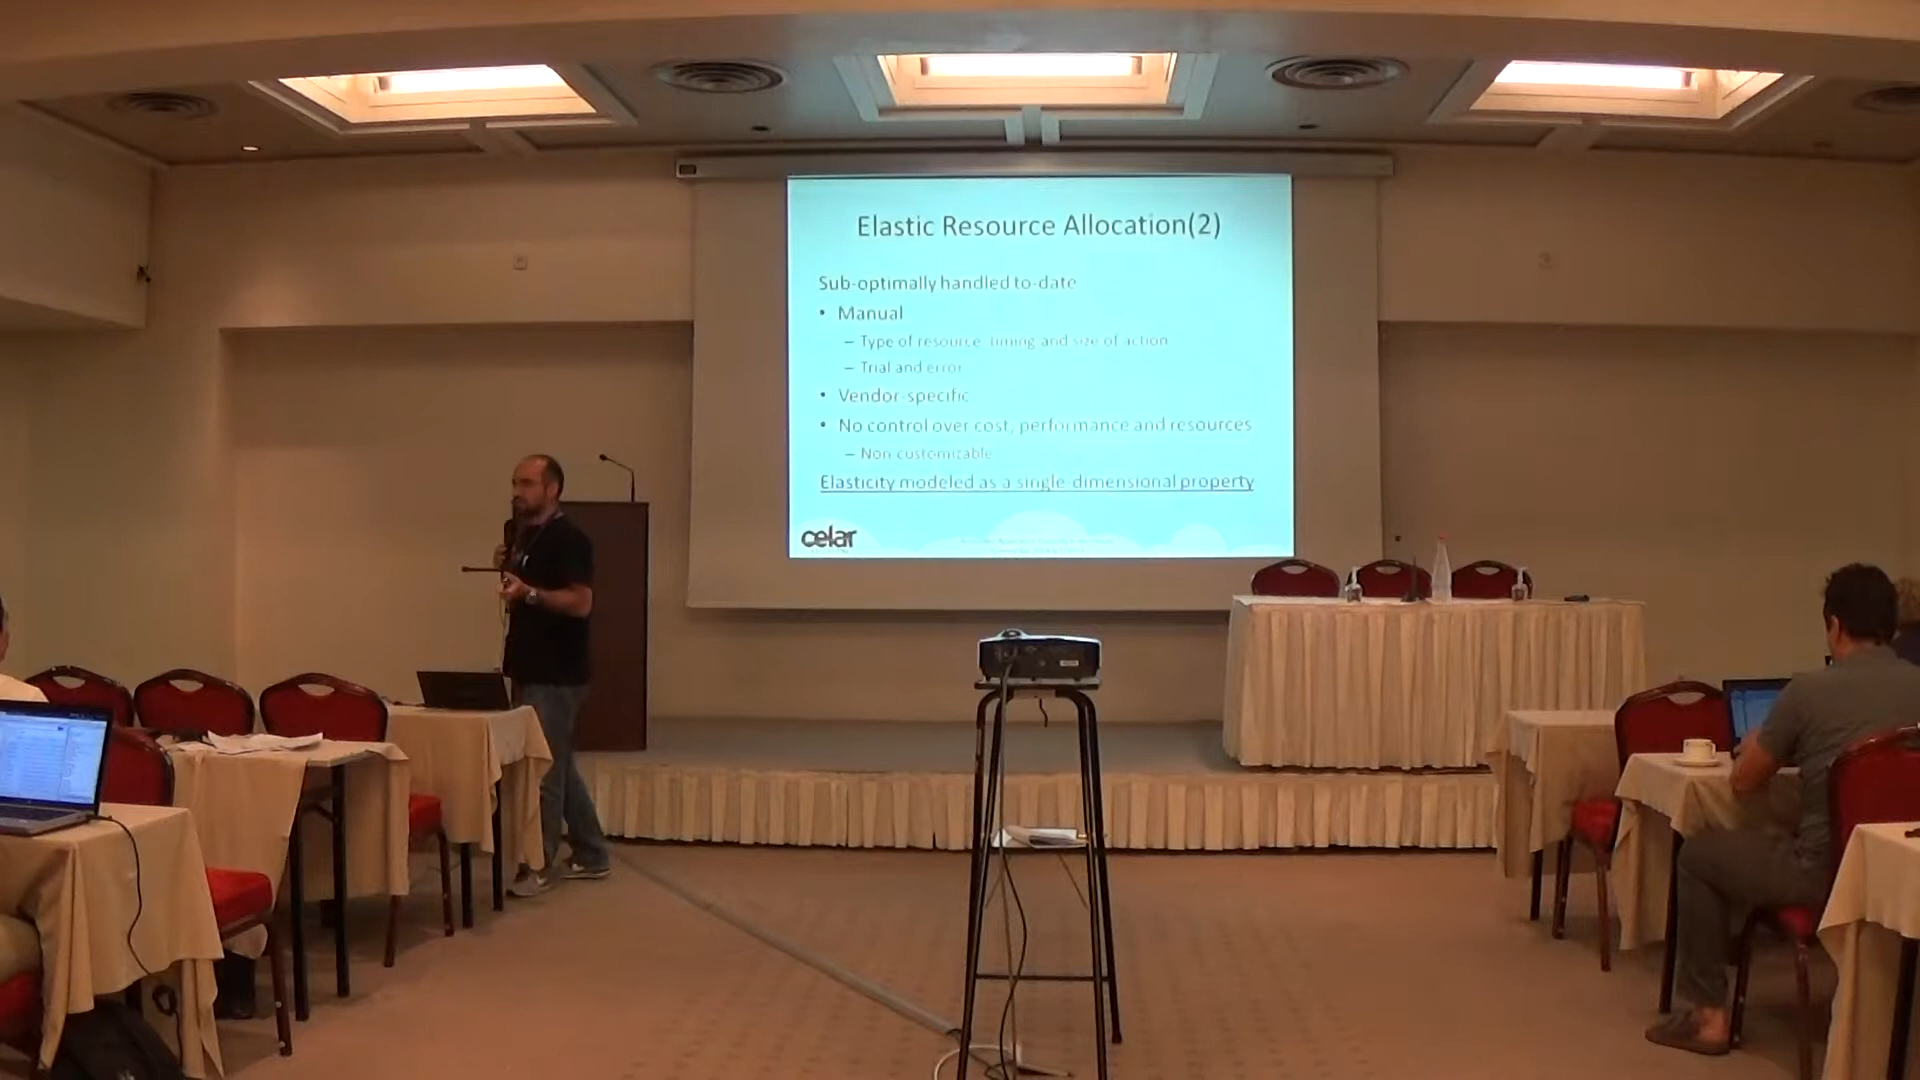 Elastic Resource Allocation(2)
Sub-optimally handled to-date
• Manual
– Type of resource, timing and size of action
– Trial and error
• Vendor-specific
• No control over cost, performance and resources
– Non customizable
Elasticity modeled as a single-dimensional property
celar